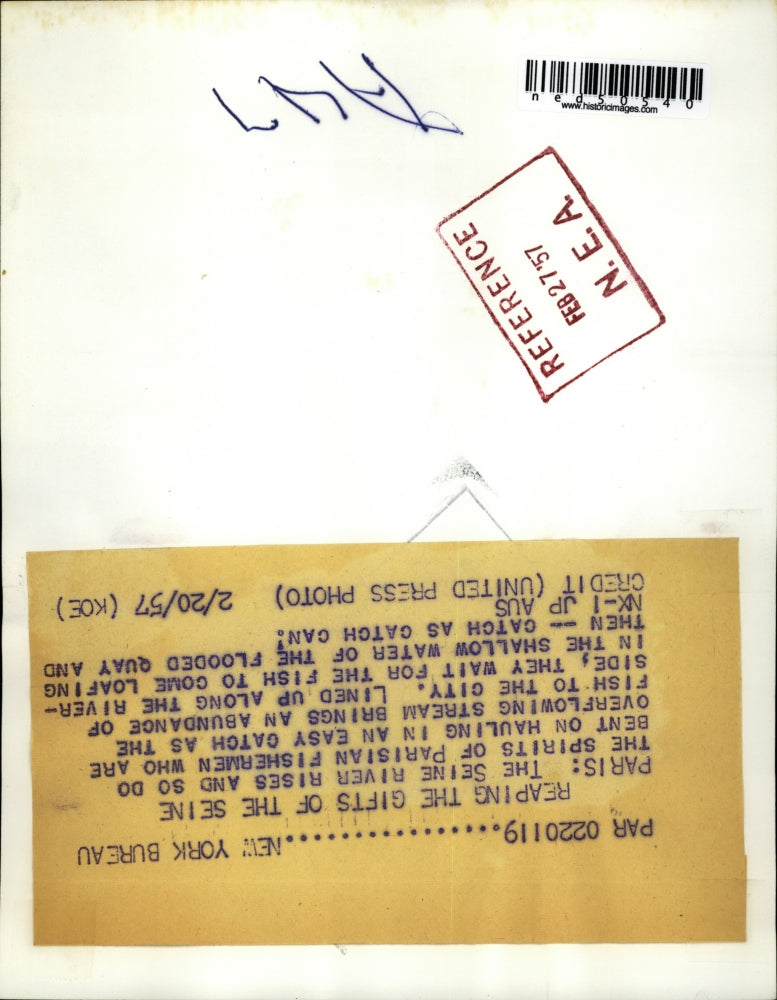 ned50540
www.historicimages.com
REFERENCE
FEB 27 '57
N. E. A.
PAR 0220119...................NEW YORK BUREAU
REAPING THE GIFTS OF THE SEINE
PARIS: THE SEINE RIVER RISES AND SO DO
THE SPIRITS OF PARISIAN FISHERMEN WHO ARE
BENT ON HAULING IN AN EASY CATCH AS THE
OVERFLOWING STREAM BRINGS AN ABUNDANCE OF
FISH TO THE CITY. LINED UP ALONG THE RIVER-
SIDE, THEY WAIT FOR THE FISH TO COME LOAFING
IN THE SHALLOW WATER OF THE FLOODED QUAY AND
THEN -- CATCH AS CATCH CAN!
NX-1 JP AUS
CREDIT (UNITED PRESS PHOTO) 2/20/57 (KOE)